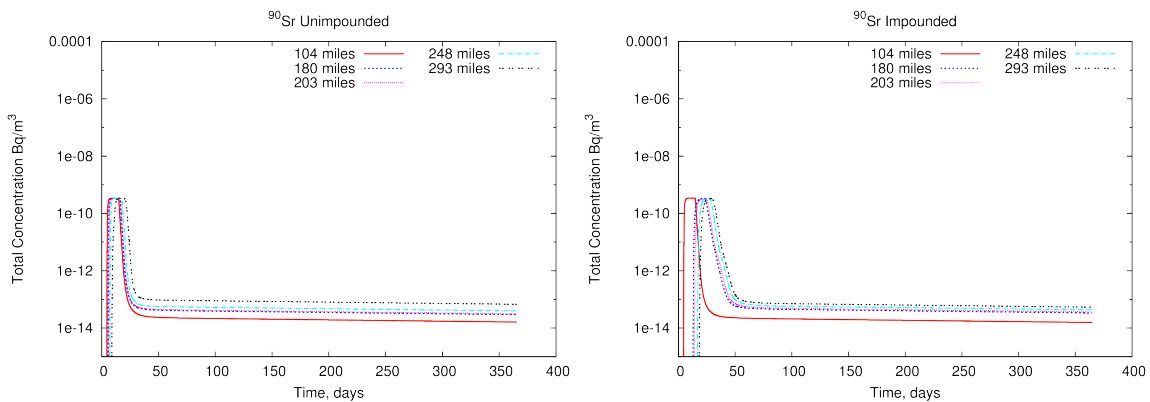 ⁹⁰Sr Unimpounded
Total Concentration Bq/m³
0.0001
1e-06
1e-08
1e-10
1e-12
1e-14
104 miles
180 miles
203 miles
248 miles
293 miles
0 50 100 150 200 250 300 350 400
Time, days
⁹⁰Sr Impounded
Total Concentration Bq/m³
0.0001
1e-06
1e-08
1e-10
1e-12
1e-14
104 miles
180 miles
203 miles
248 miles
293 miles
0 50 100 150 200 250 300 350 400
Time, days